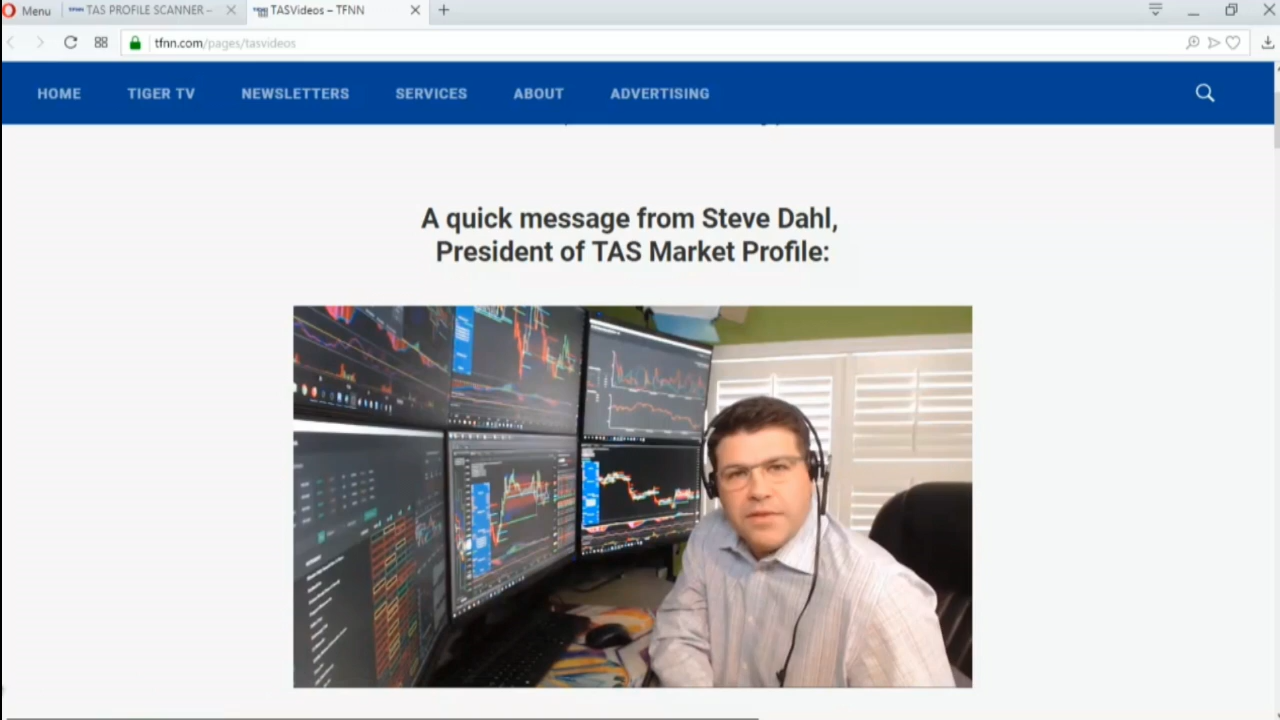 Menu
TAS PROFILE SCANNER –
TASVideos – TFNN
tfnn.com/pages/tasvideos
HOME
TIGER TV
NEWSLETTERS
SERVICES
ABOUT
ADVERTISING
A quick message from Steve Dahl,
President of TAS Market Profile: